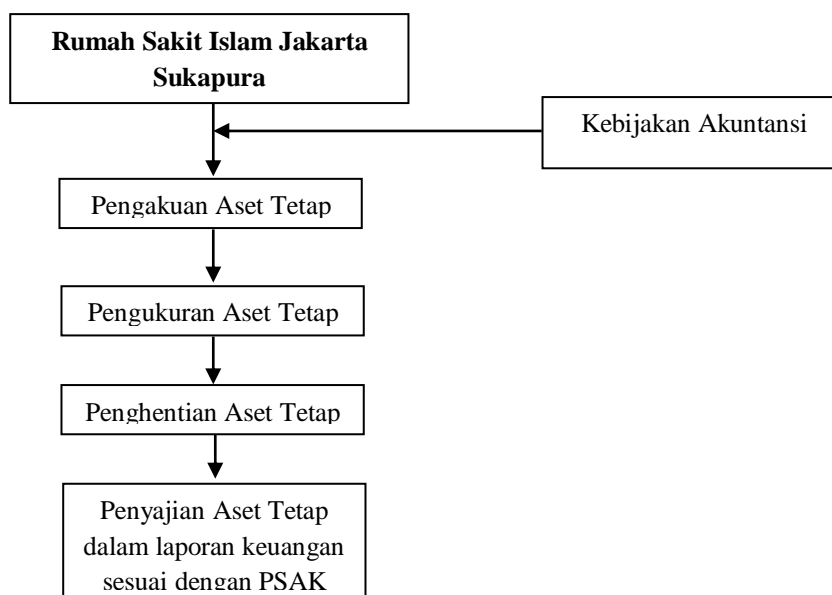 Rumah Sakit Islam Jakarta
Sukapura
Kebijakan Akuntansi
Pengakuan Aset Tetap
Pengukuran Aset Tetap
Penghentian Aset Tetap
Penyajian Aset Tetap
dalam laporan keuangan
sesuai dengan PSAK